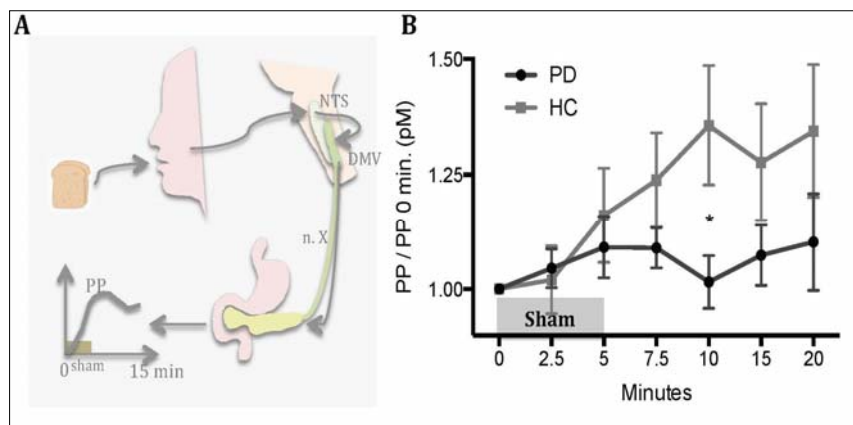 A
NTS
DMV
n. X
PP
0 sham 15 min
B
PD
HC
PP / PP 0 min. (pM)
1.50
1.25
1.00
*
Sham
0 2.5 5 7.5 10 15 20
Minutes